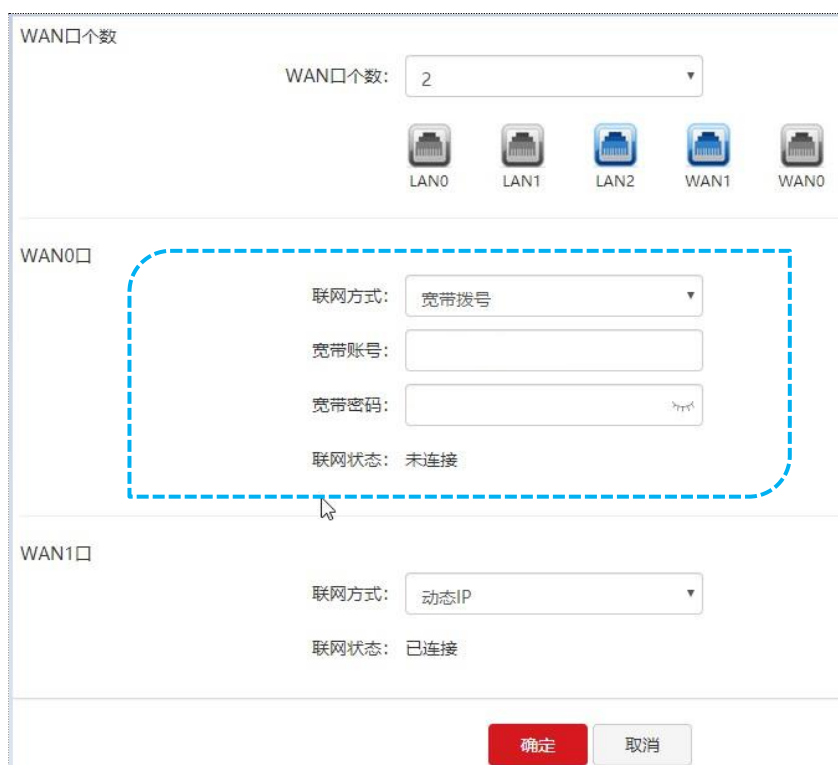 WAN口个数
WAN口个数： 2
LAN0 LAN1 LAN2 WAN1 WAN0
WAN0口
联网方式： 宽带拨号
宽带账号：
宽带密码：
联网状态： 未连接
WAN1口
联网方式： 动态IP
联网状态： 已连接
确定 取消